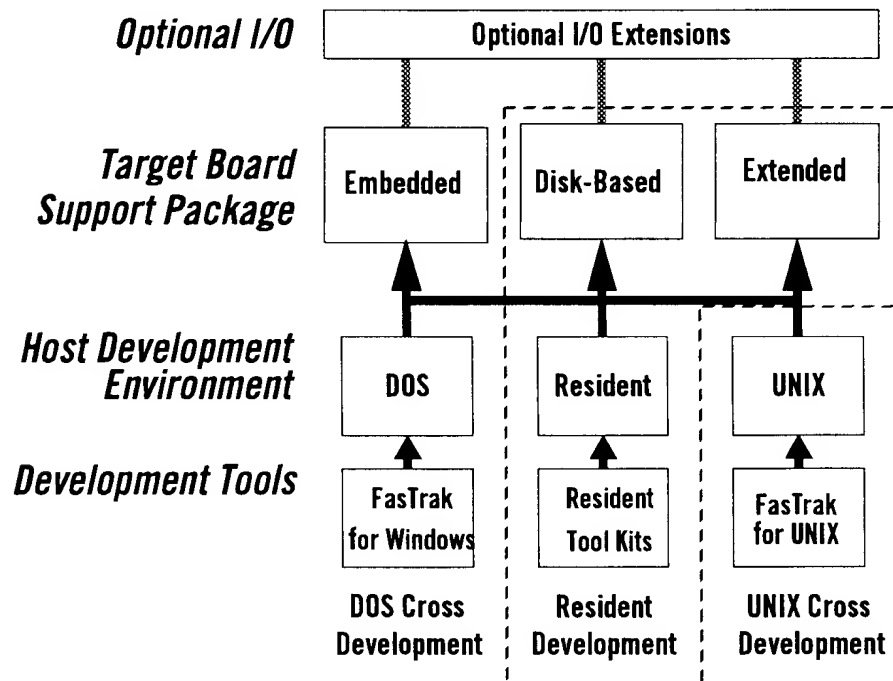 Optional I/O
Optional I/O Extensions
Target Board
Support Package
Embedded
Disk-Based
Extended
Host Development
Environment
DOS
Resident
UNIX
Development Tools
FasTrak
for Windows
Resident
Tool Kits
FasTrak
for UNIX
DOS Cross
Development
Resident
Development
UNIX Cross
Development